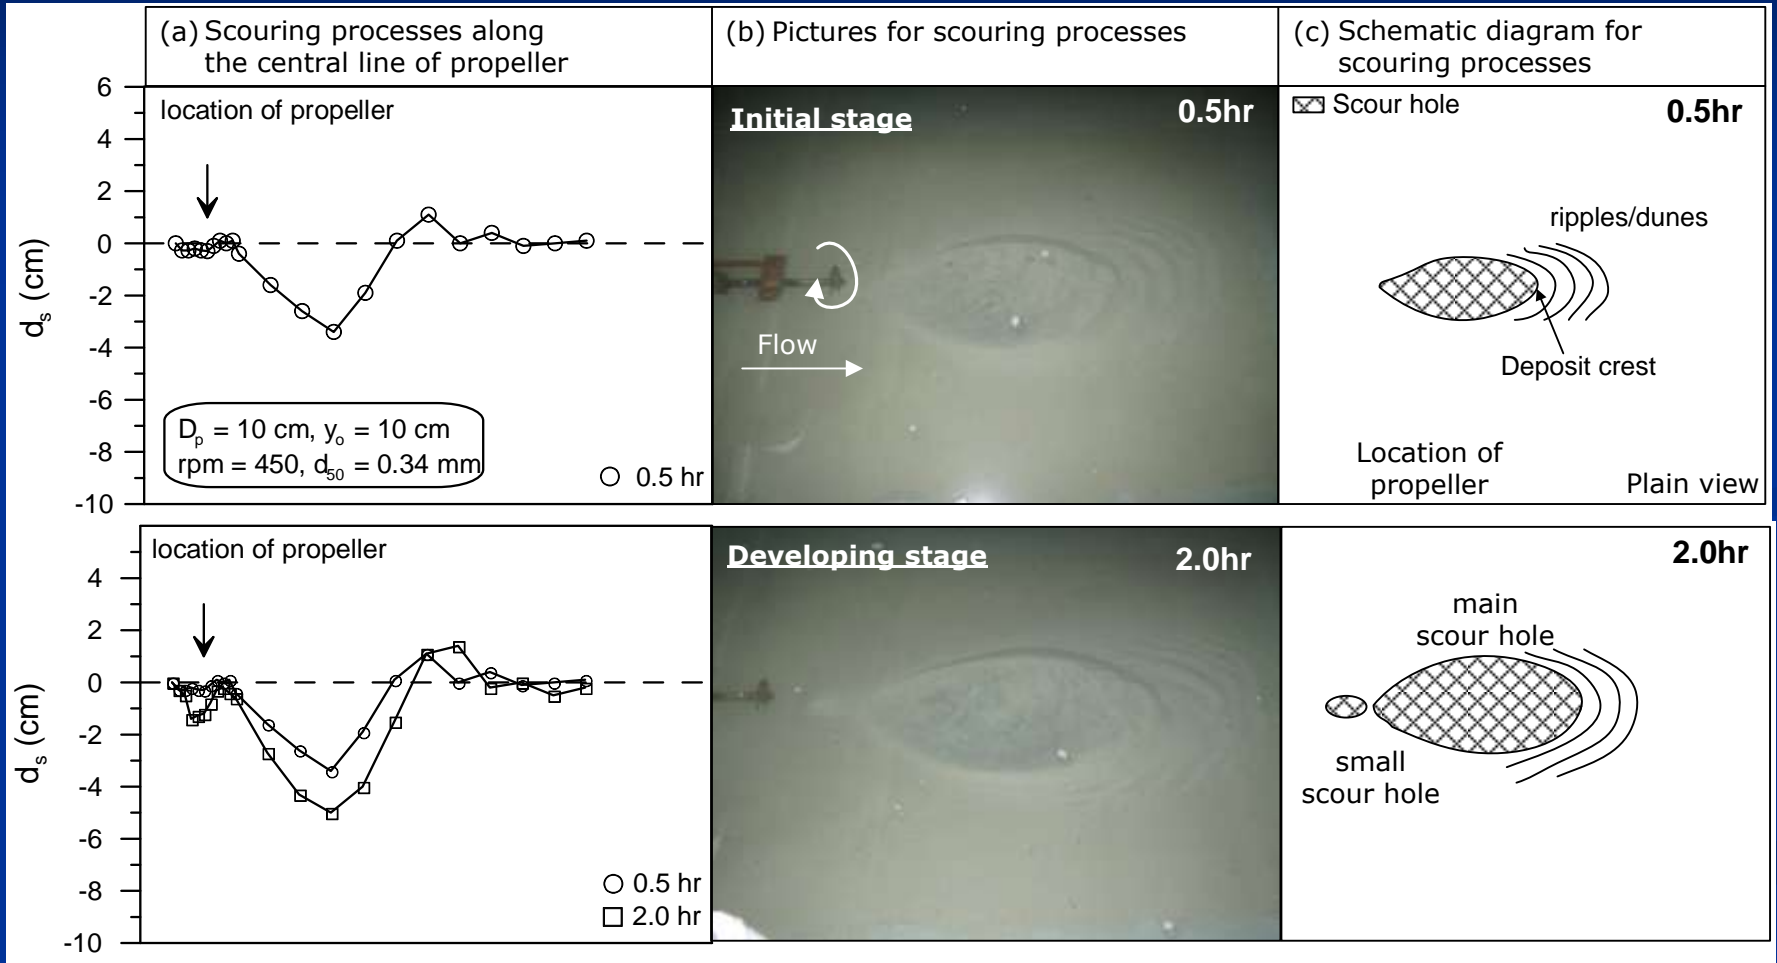 (a) Scouring processes along
the central line of propeller
(b) Pictures for scouring processes
(c) Schematic diagram for
scouring processes
6
4
2
0
-2
-4
-6
-8
-10
d_s (cm)
location of propeller
D_p = 10 cm, y_o = 10 cm
rpm = 450, d_50 = 0.34 mm
0.5 hr
Initial stage
0.5hr
Flow
Scour hole
0.5hr
ripples/dunes
Deposit crest
Location of
propeller
Plain view
4
2
0
-2
-4
-6
-8
-10
d_s (cm)
location of propeller
0.5 hr
2.0 hr
Developing stage
2.0hr
2.0hr
main
scour hole
small
scour hole